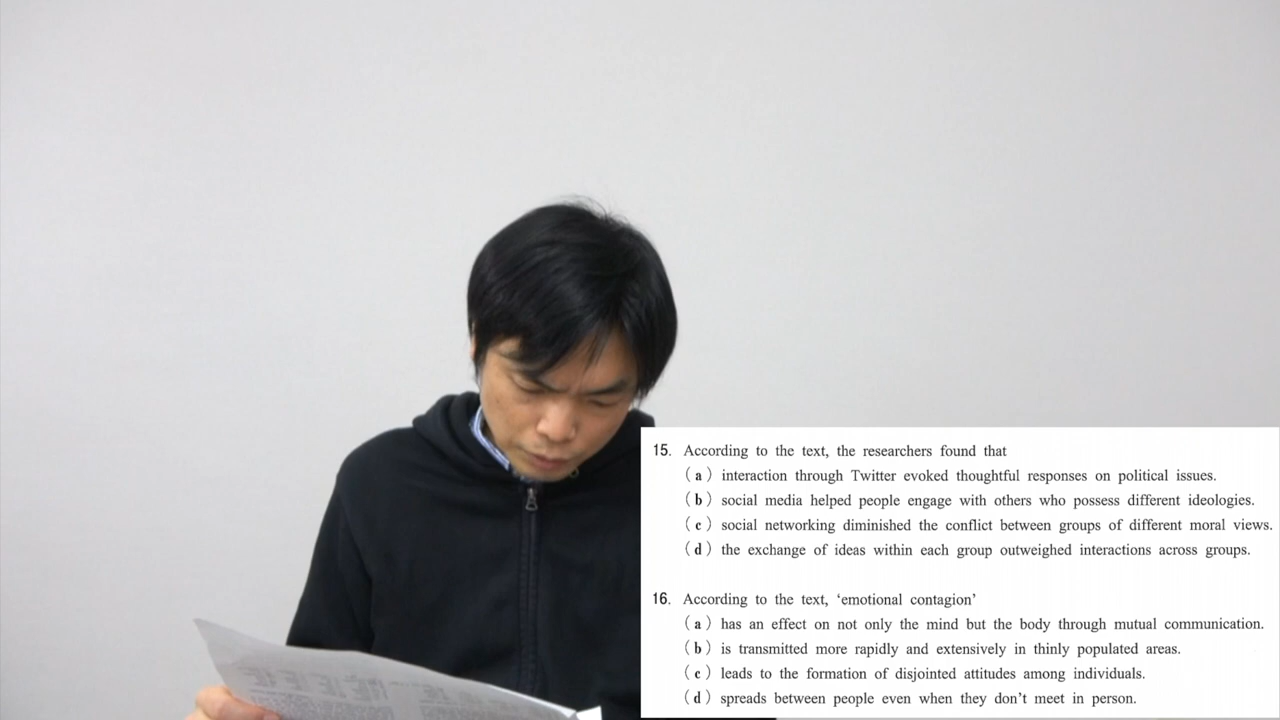 15. According to the text, the researchers found that
(a) interaction through Twitter evoked thoughtful responses on political issues.
(b) social media helped people engage with others who possess different ideologies.
(c) social networking diminished the conflict between groups of different moral views.
(d) the exchange of ideas within each group outweighed interactions across groups.
16. According to the text, ‘emotional contagion’
(a) has an effect on not only the mind but the body through mutual communication.
(b) is transmitted more rapidly and extensively in thinly populated areas.
(c) leads to the formation of disjointed attitudes among individuals.
(d) spreads between people even when they don’t meet in person.